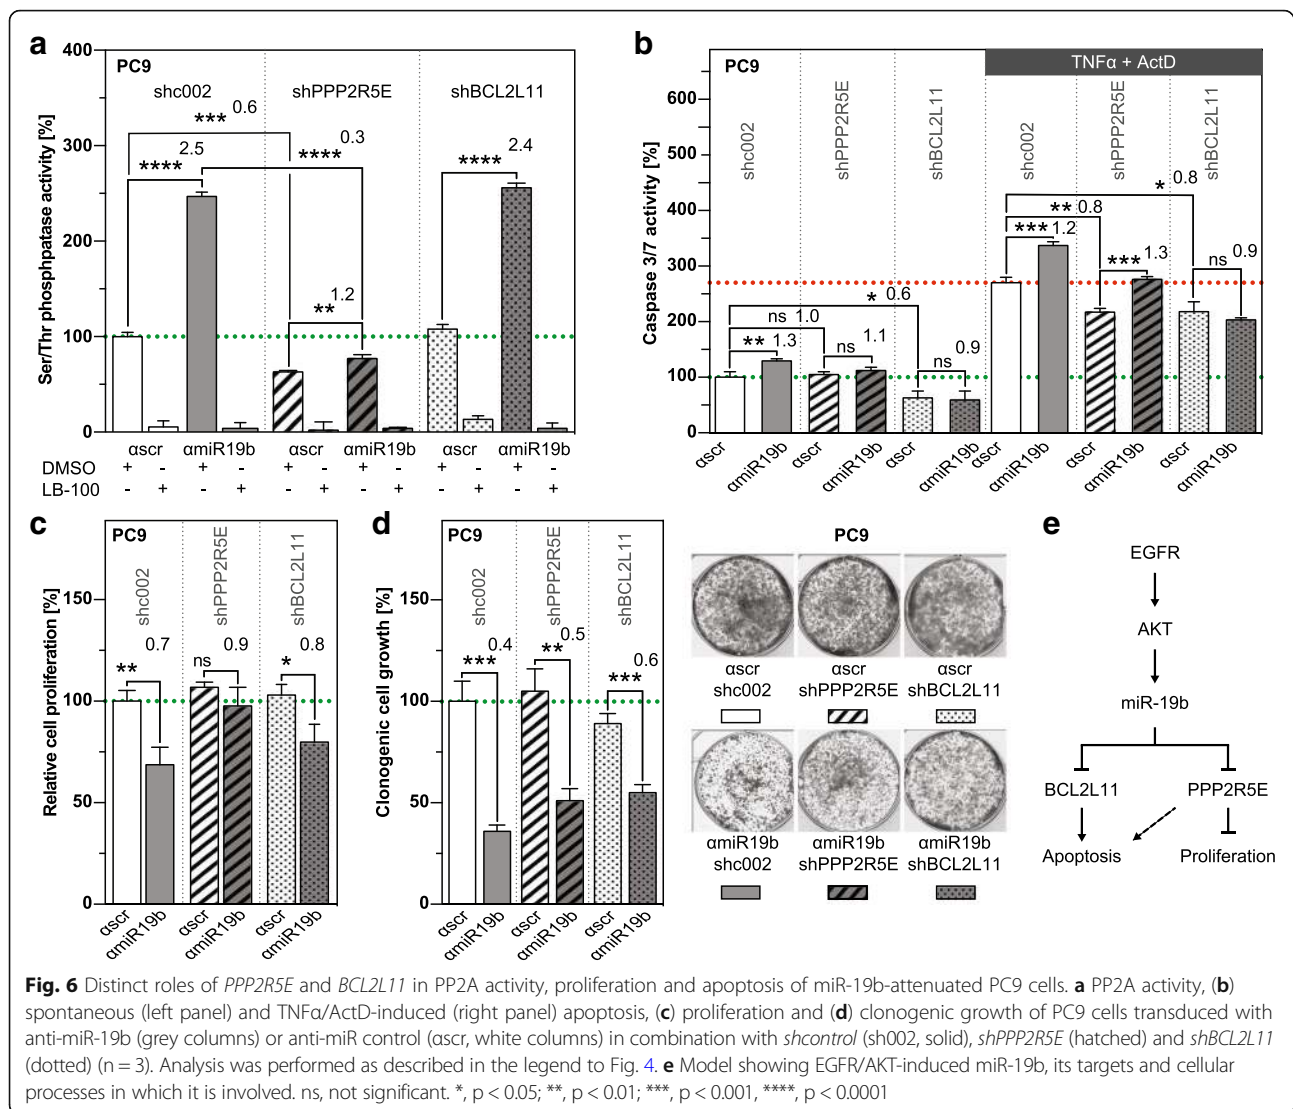 a
PC9
shc002
shPPP2R5E
shBCL2L11
Ser/Thr phosphpatase activity [%]
400
300
200
100
0
*** 0.6
**** 2.5
**** 0.3
** 1.2
**** 2.4
αscr αmiR19b αscr αmiR19b αscr αmiR19b
DMSO + - + - + - + - + - + -
LB-100 - + - + - + - + - + - +
b
PC9
TNFα + ActD
shc002
shPPP2R5E
shBCL2L11
shc002
shPPP2R5E
shBCL2L11
Caspase 3/7 activity [%]
600
500
400
300
200
100
0
* 0.6
ns 1.0
** 1.3
ns 1.1
ns 0.9
* 0.8
** 0.8
*** 1.2
*** 1.3
ns 0.9
αscr
αmiR19b
αscr
αmiR19b
αscr
αmiR19b
αscr
αmiR19b
αscr
αmiR19b
αscr
αmiR19b
c
PC9
shc002
shPPP2R5E
shBCL2L11
Relative cell proliferation [%]
150
100
50
0
** 0.7
ns 0.9
* 0.8
αscr
αmiR19b
αscr
αmiR19b
αscr
αmiR19b
d
PC9
shc002
shPPP2R5E
shBCL2L11
Clonogenic cell growth [%]
150
100
50
0
*** 0.4
** 0.5
*** 0.6
αscr
αmiR19b
αscr
αmiR19b
αscr
αmiR19b
PC9
αscr αscr αscr
shc002 shPPP2R5E shBCL2L11
αmiR19b αmiR19b αmiR19b
shc002 shPPP2R5E shBCL2L11
e
EGFR
AKT
miR-19b
BCL2L11 PPP2R5E
Apoptosis Proliferation
Fig. 6 Distinct roles of PPP2R5E and BCL2L11 in PP2A activity, proliferation and apoptosis of miR-19b-attenuated PC9 cells. a PP2A activity, (b)
spontaneous (left panel) and TNFα/ActD-induced (right panel) apoptosis, (c) proliferation and (d) clonogenic growth of PC9 cells transduced with
anti-miR-19b (grey columns) or anti-miR control (αscr, white columns) in combination with shcontrol (sh002, solid), shPPP2R5E (hatched) and shBCL2L11
(dotted) (n = 3). Analysis was performed as described in the legend to Fig. 4. e Model showing EGFR/AKT-induced miR-19b, its targets and cellular
processes in which it is involved. ns, not significant. *, p < 0.05; **, p < 0.01; ***, p < 0.001, ****, p < 0.0001